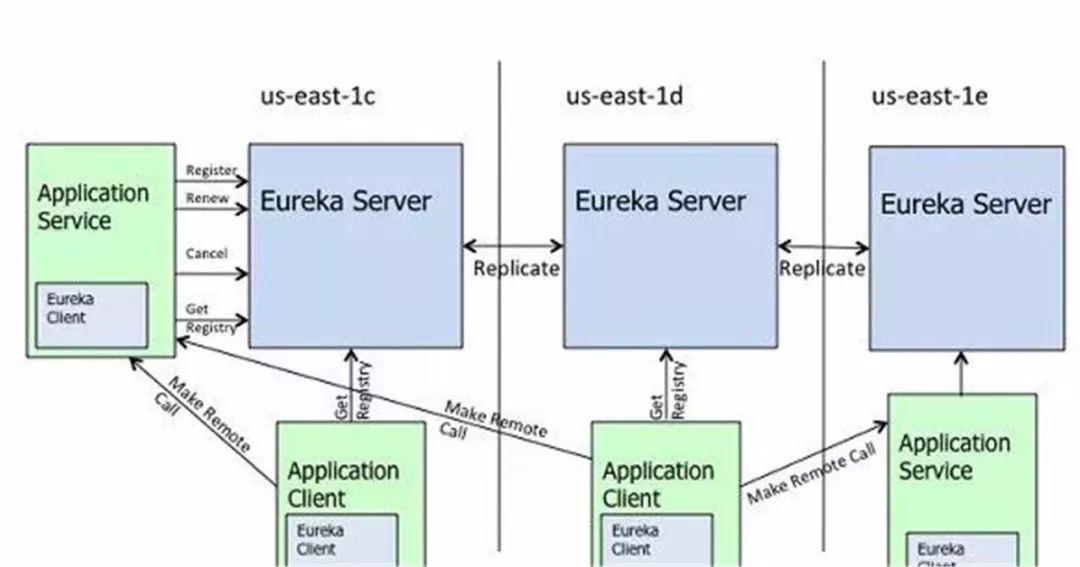 us-east-1c
us-east-1d
us-east-1e
Application
Service
Register
Renew
Cancel
Get
Registry
Eureka
Client
Eureka Server
Replicate
Eureka Server
Replicate
Eureka Server
Make Remote
Call
Get
Registry
Make Remote
Call
Get
Registry
Make Remote Call
Application
Client
Eureka
Client
Application
Client
Eureka
Client
Application
Service
Eureka
Client